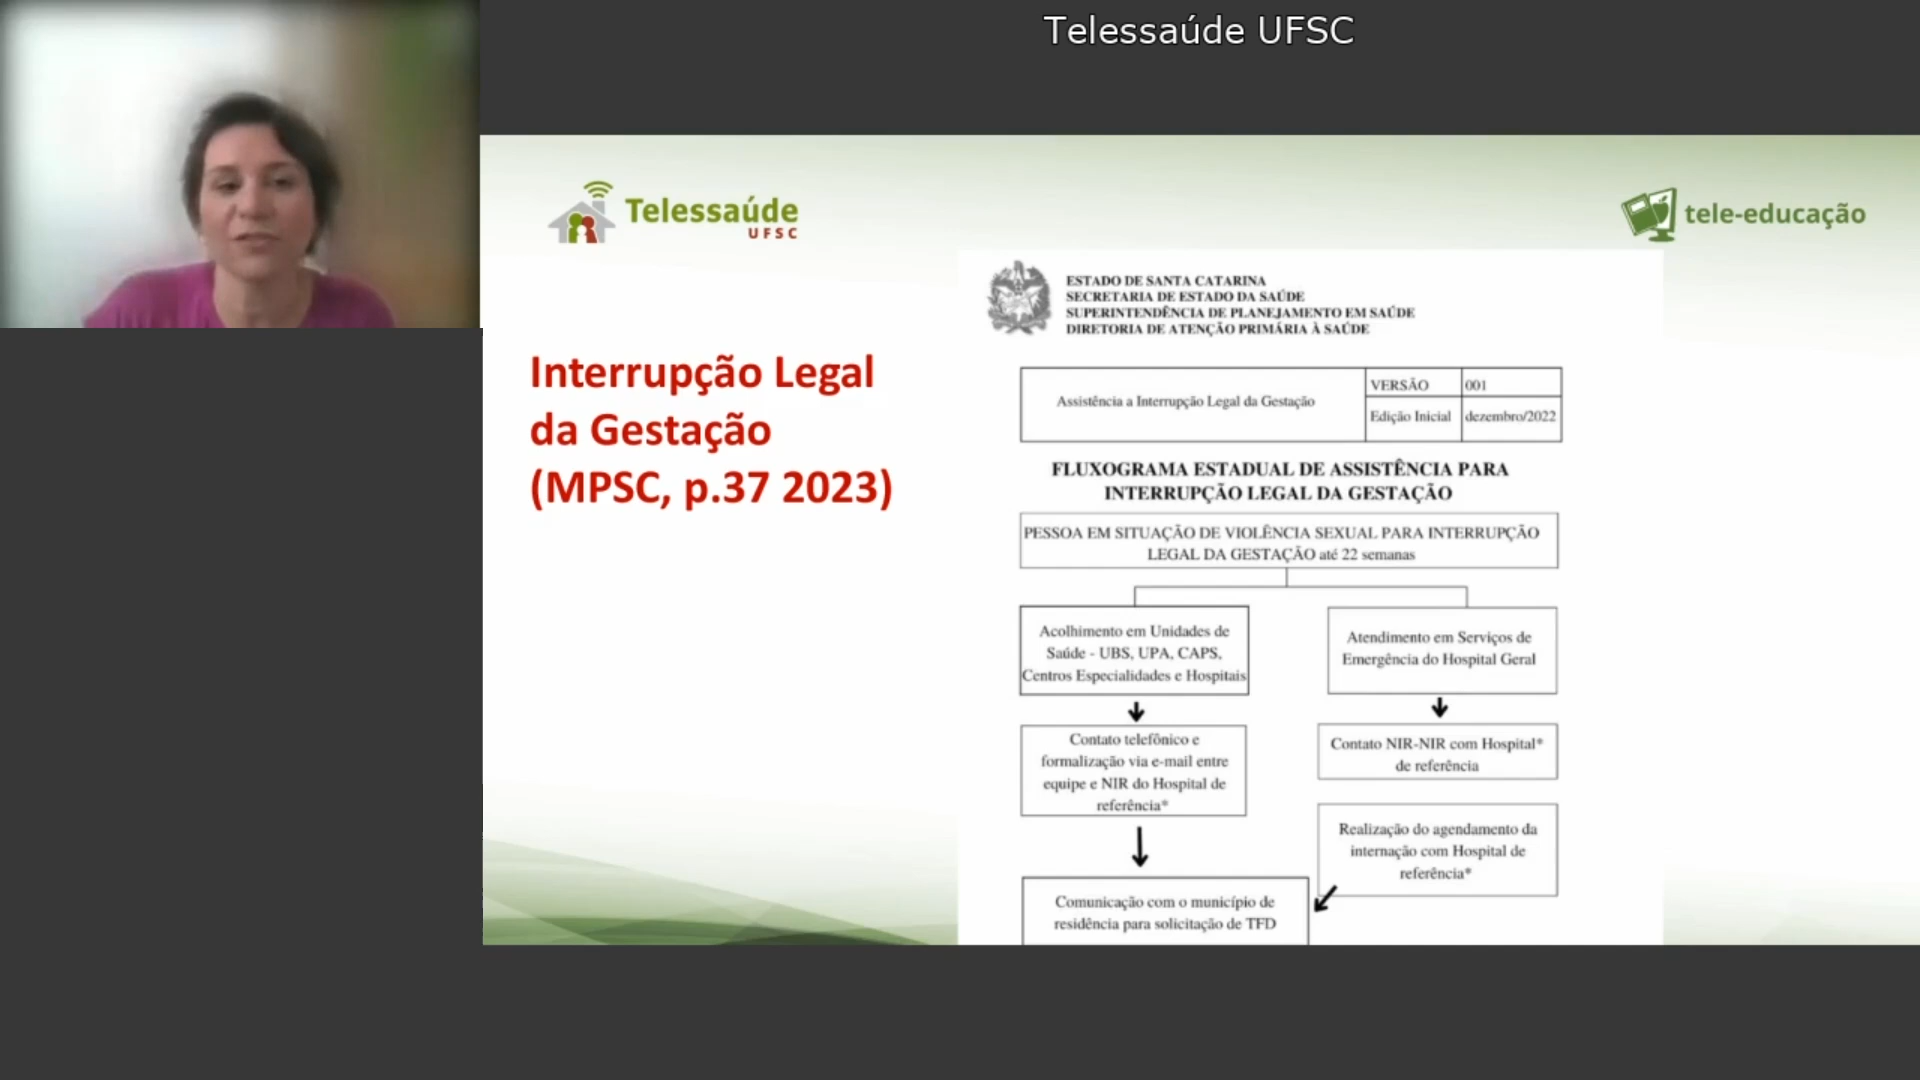 Telessaúde UFSC
Telessaúde
UFSC
tele-educação
Interrupção Legal
da Gestação
(MPSC, p.37 2023)
ESTADO DE SANTA CATARINA
SECRETARIA DE ESTADO DA SAÚDE
SUPERINTENDÊNCIA DE PLANEJAMENTO EM SAÚDE
DIRETORIA DE ATENÇÃO PRIMÁRIA À SAÚDE
Assistência a Interrupção Legal da Gestação
VERSÃO
001
Edição Inicial
dezembro/2022
FLUXOGRAMA ESTADUAL DE ASSISTÊNCIA PARA
INTERRUPÇÃO LEGAL DA GESTAÇÃO
PESSOA EM SITUAÇÃO DE VIOLÊNCIA SEXUAL PARA INTERRUPÇÃO
LEGAL DA GESTAÇÃO até 22 semanas
Acolhimento em Unidades de
Saúde - UBS, UPA, CAPS,
Centros Especialidades e Hospitais
Contato telefônico e
formalização via e-mail entre
equipe e NIR do Hospital de
referência*
Atendimento em Serviços de
Emergência do Hospital Geral
Contato NIR-NIR com Hospital*
de referência
Realização do agendamento da
internação com Hospital de
referência*
Comunicação com o município de
residência para solicitação de TFD